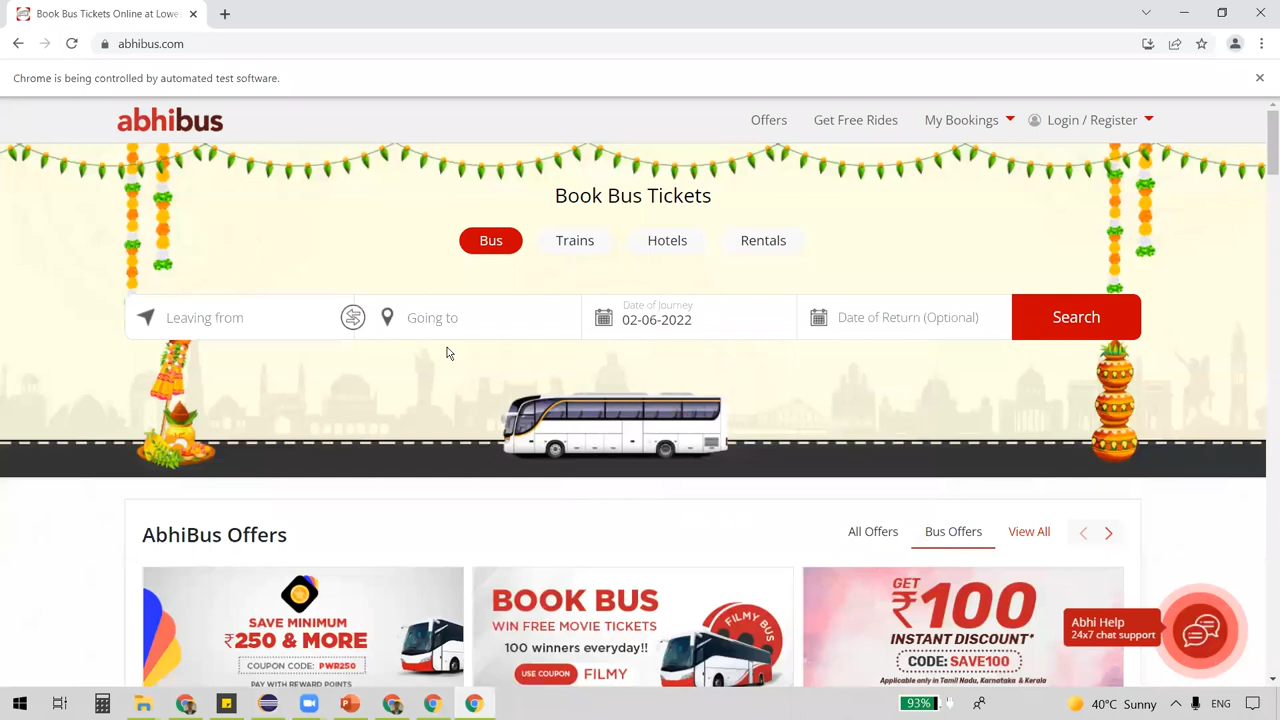 Book Bus Tickets Online at Lowe
abhibus.com
Chrome is being controlled by automated test software.
abhibus
Offers
Get Free Rides
My Bookings
Login / Register
Book Bus Tickets
Bus
Trains
Hotels
Rentals
Leaving from
Going to
Date of Journey
02-06-2022
Date of Return (Optional)
Search
AbhiBus Offers
All Offers
Bus Offers
View All
SAVE MINIMUM
₹250 & MORE
COUPON CODE: PWR250
PAY WITH REWARD POINTS
BOOK BUS
WIN FREE MOVIE TICKETS
100 winners everyday!!
USE COUPON FILMY
FILMY BUS
GET
₹100
INSTANT DISCOUNT*
CODE: SAVE100
Applicable only in Tamil Nadu, Karnataka & Kerala
Abhi Help
24x7 chat support
93%
40°C Sunny
ENG